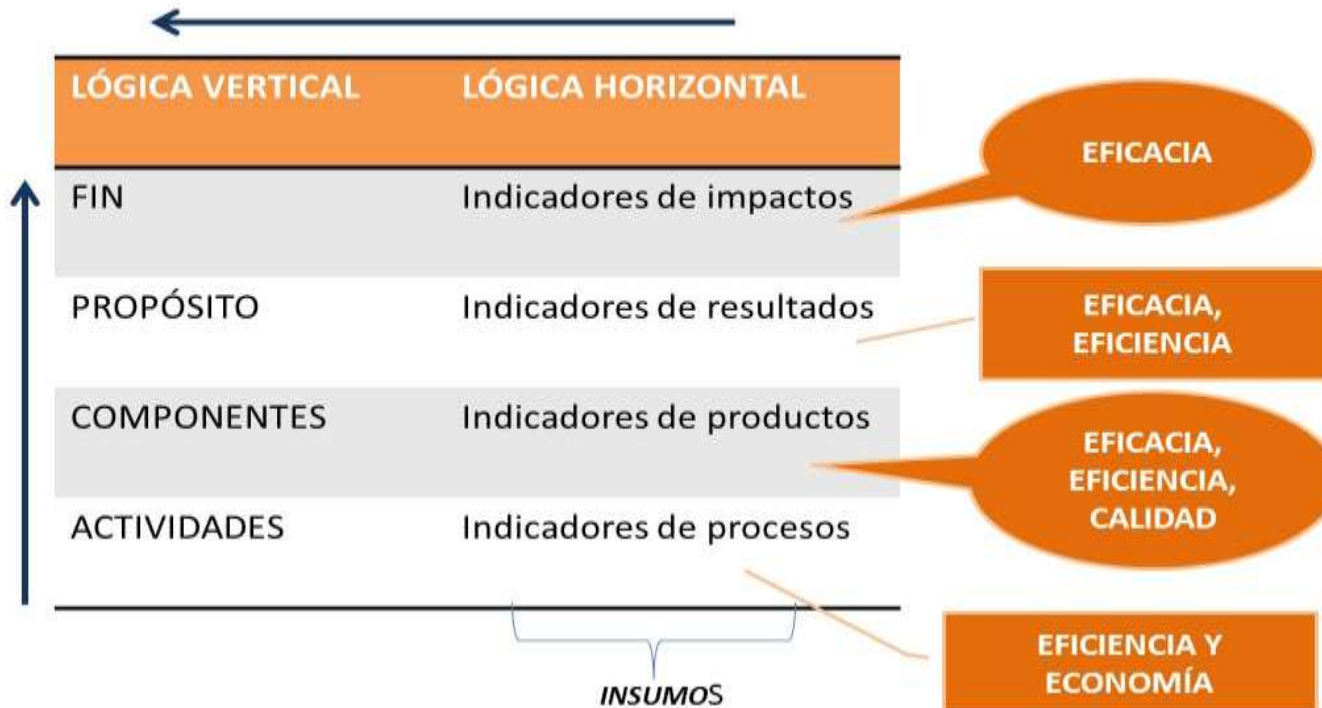 LÓGICA VERTICAL
LÓGICA HORIZONTAL
FIN
Indicadores de impactos
EFICACIA
PROPÓSITO
Indicadores de resultados
EFICACIA,
EFICIENCIA
COMPONENTES
Indicadores de productos
EFICACIA,
EFICIENCIA,
CALIDAD
ACTIVIDADES
Indicadores de procesos
EFICIENCIA Y
ECONOMÍA
INSUMOS